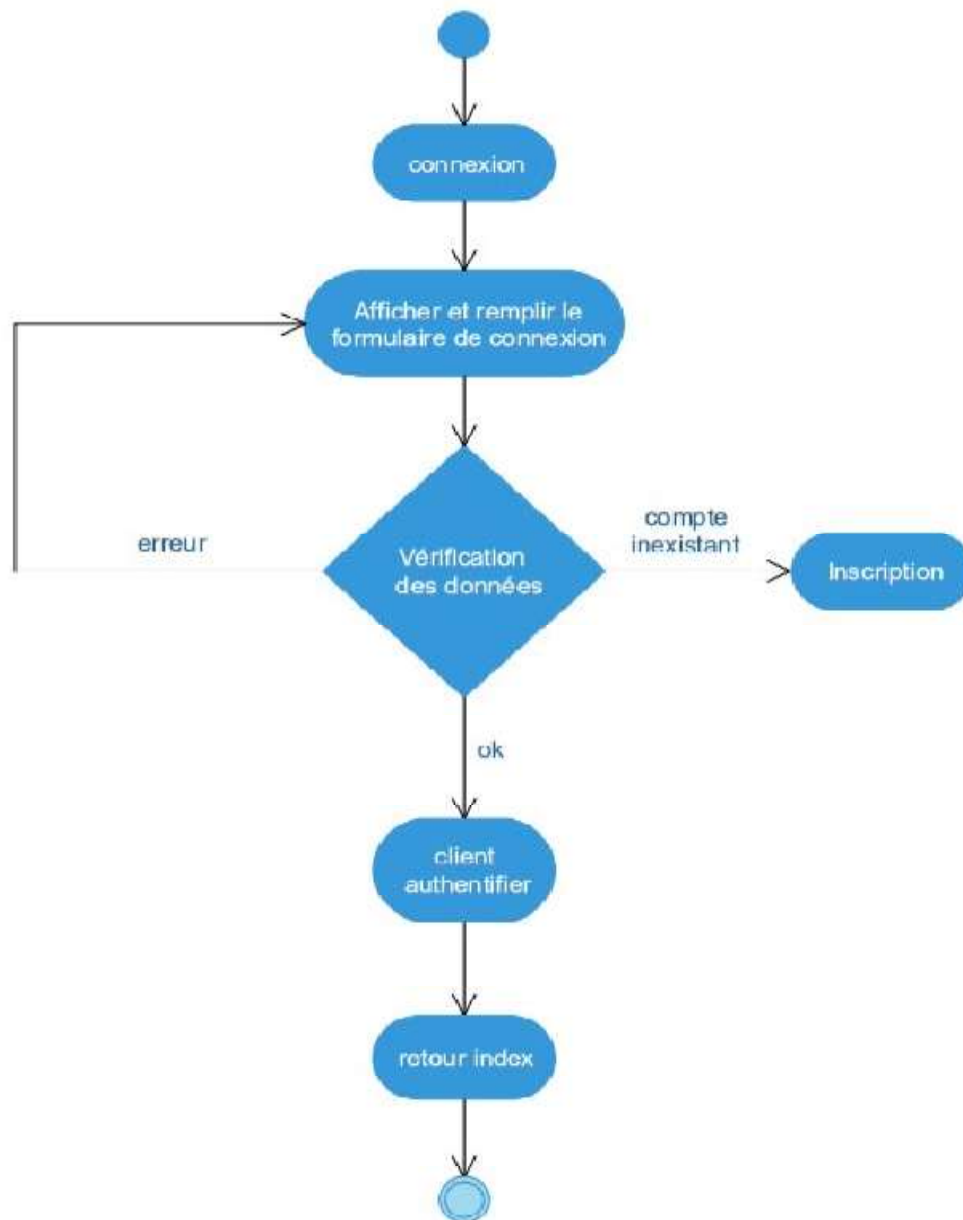 connexion
Afficher et remplir le
formulaire de connexion
erreur
Vérification
des données
compte
inexistant
Inscription
ok
client
authentifier
retour index